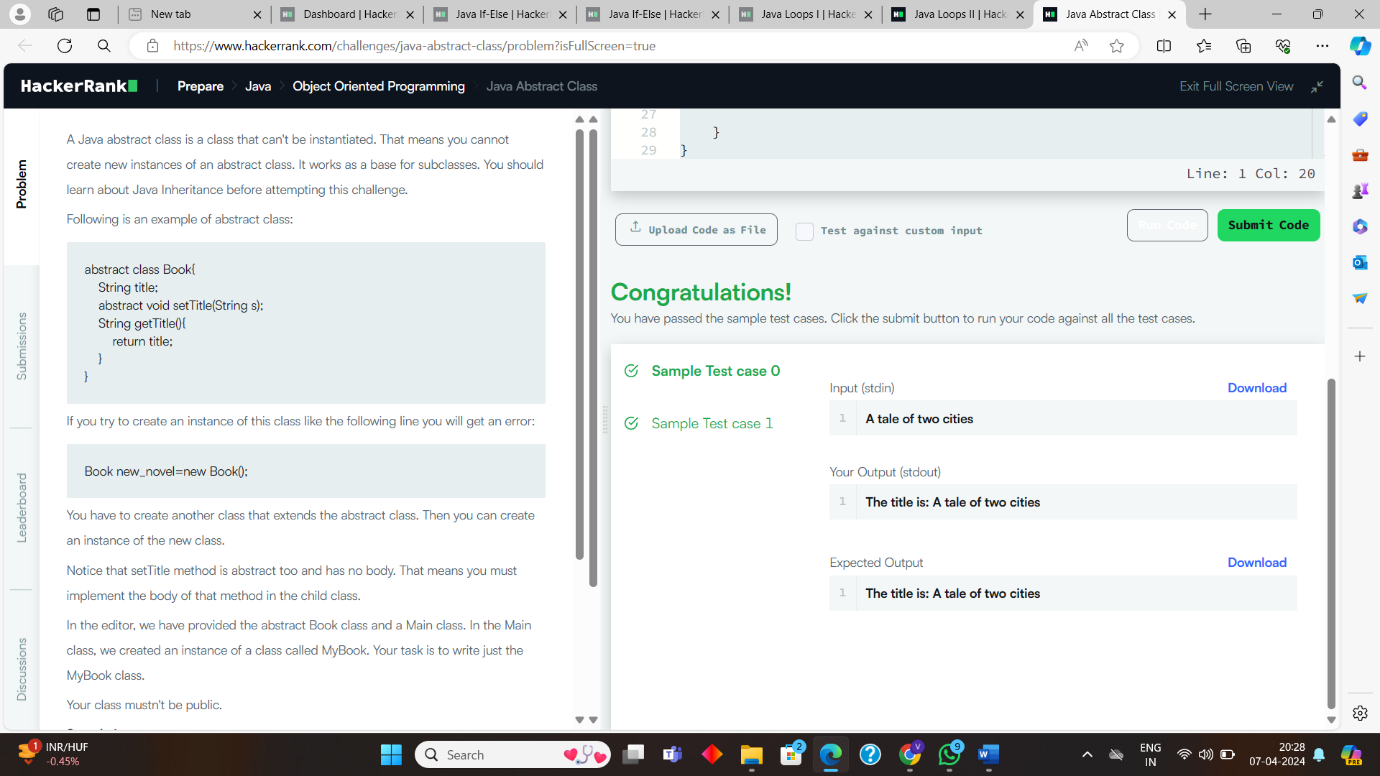 New tab
Dashboard | Hacker
Java If-Else | Hacker
Java If-Else | Hacker
Java Loops I | Hacke
Java Loops II | Hack
Java Abstract Class
https://www.hackerrank.com/challenges/java-abstract-class/problem?isFullScreen=true
HackerRank
Prepare
Java
Object Oriented Programming
Java Abstract Class
Exit Full Screen View
Problem
Submissions
Leaderboard
Discussions
A Java abstract class is a class that can't be instantiated. That means you cannot
create new instances of an abstract class. It works as a base for subclasses. You should
learn about Java Inheritance before attempting this challenge.
Following is an example of abstract class:
abstract class Book{
String title;
abstract void setTitle(String s);
String getTitle(){
return title;
}
}
If you try to create an instance of this class like the following line you will get an error:
Book new_novel=new Book();
You have to create another class that extends the abstract class. Then you can create
an instance of the new class.
Notice that setTitle method is abstract too and has no body. That means you must
implement the body of that method in the child class.
In the editor, we have provided the abstract Book class and a Main class. In the Main
class, we created an instance of a class called MyBook. Your task is to write just the
MyBook class.
Your class mustn't be public.
27
28 }
29 }
Line: 1 Col: 20
Upload Code as File
Test against custom input
Run Code
Submit Code
Congratulations!
You have passed the sample test cases. Click the submit button to run your code against all the test cases.
Sample Test case 0
Sample Test case 1
Input (stdin)
Download
1 A tale of two cities
Your Output (stdout)
1 The title is: A tale of two cities
Expected Output
Download
1 The title is: A tale of two cities
1
INR/HUF
-0.45%
Search
2
V
9
ENG
IN
20:28
07-04-2024
PRE